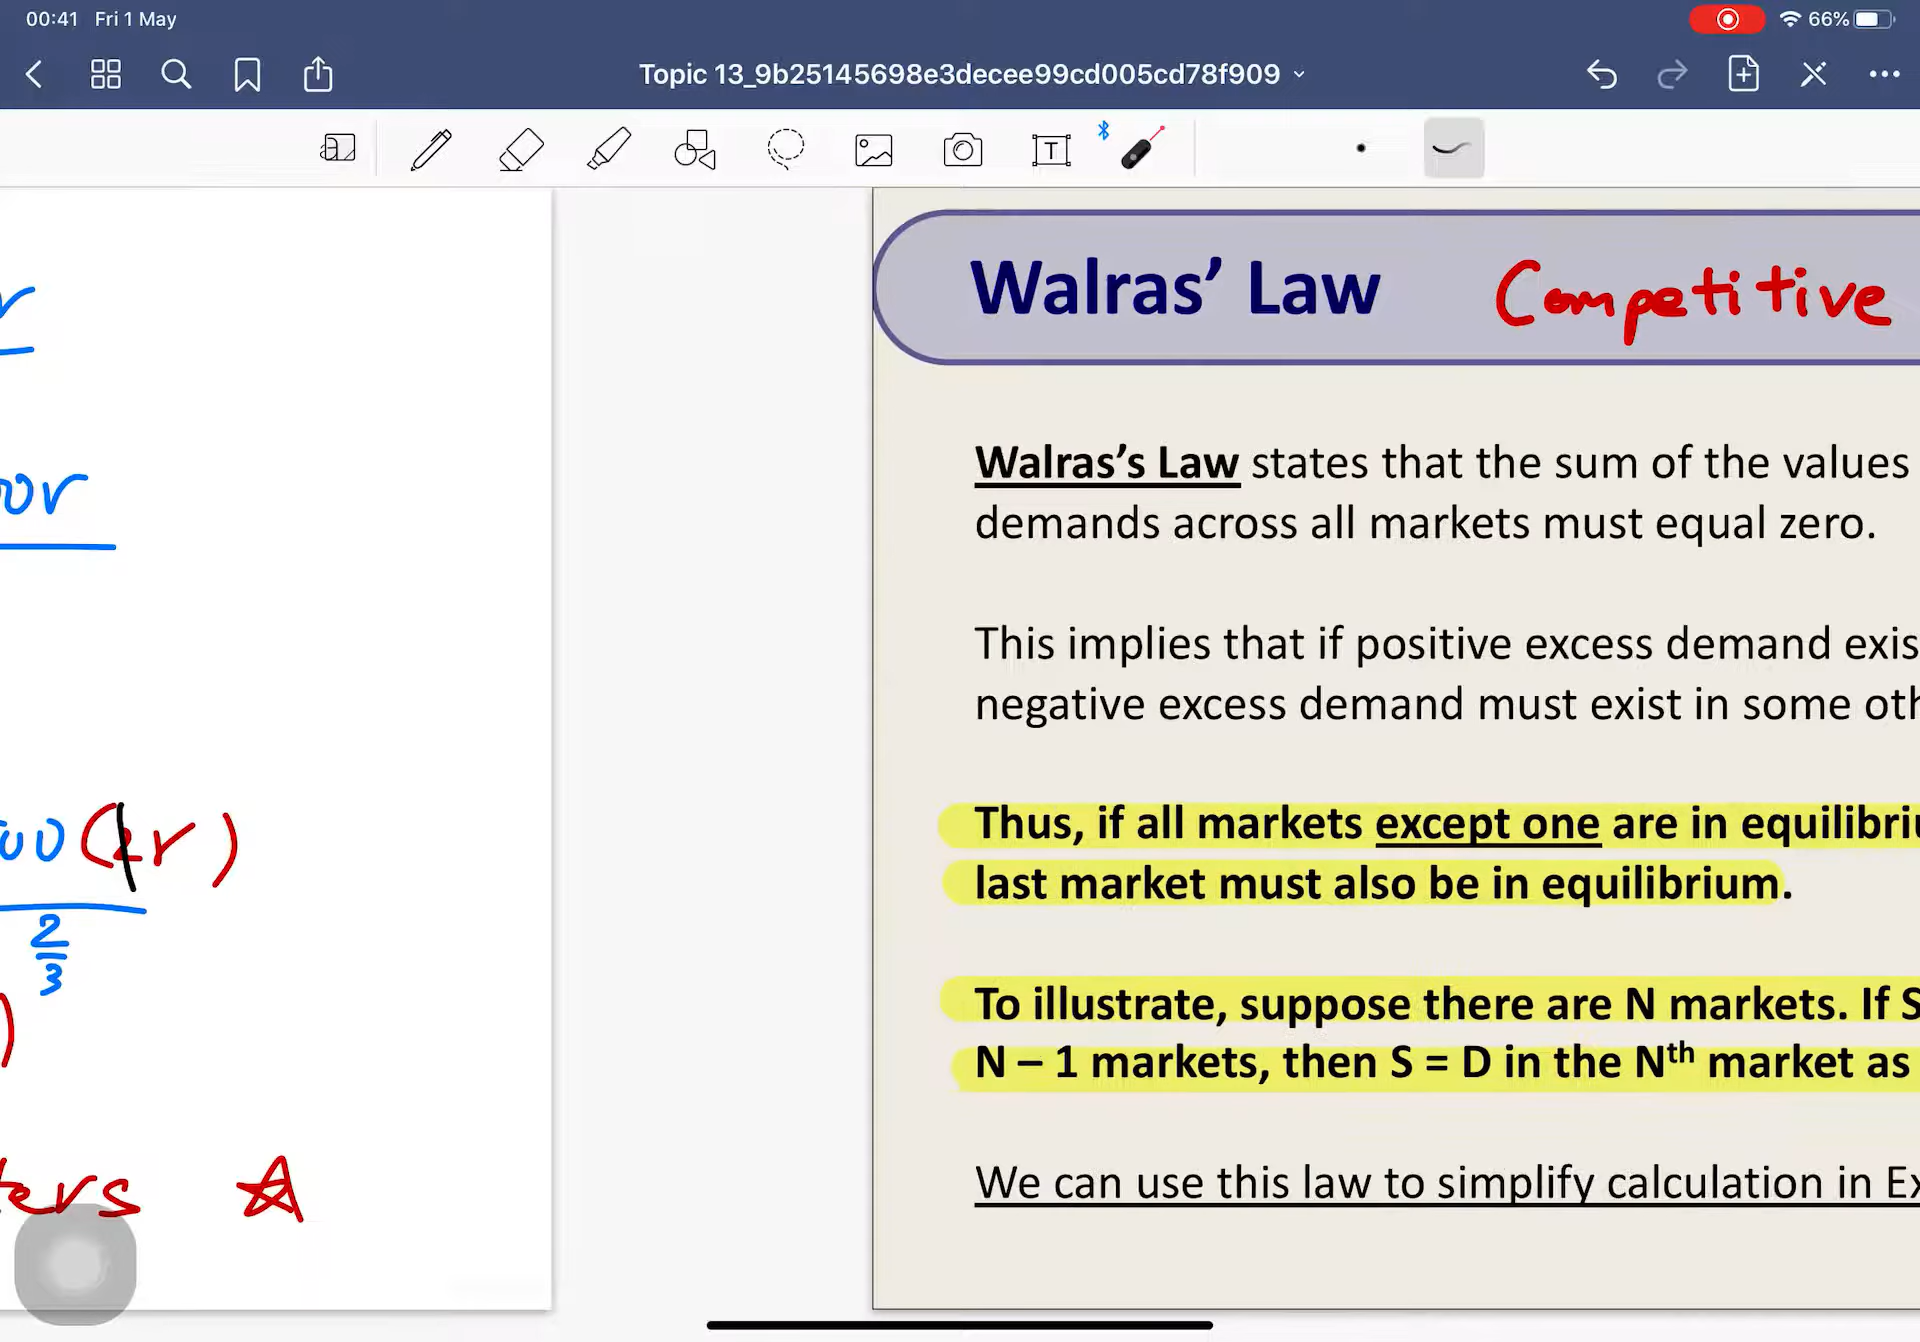 00:41 Fri 1 May
66%
Topic 13_9b25145698e3decee99cd005cd78f909
a
T
r
or
00 (r)
2
3
)
ters
Walras' Law Competitive
Walras's Law states that the sum of the values
demands across all markets must equal zero.
This implies that if positive excess demand exis
negative excess demand must exist in some oth
Thus, if all markets except one are in equilibriu
last market must also be in equilibrium.
To illustrate, suppose there are N markets. If S
N – 1 markets, then S = D in the Nth market as
We can use this law to simplify calculation in Ex